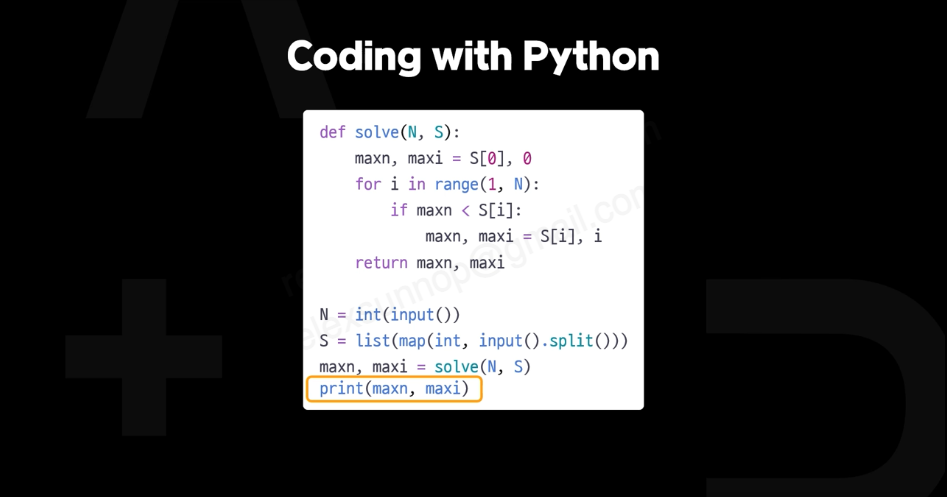 Coding with Python
def solve(N, S):
    maxn, maxi = S[0], 0
    for i in range(1, N):
        if maxn < S[i]:
            maxn, maxi = S[i], i
    return maxn, maxi
N = int(input())
S = list(map(int, input().split()))
maxn, maxi = solve(N, S)
print(maxn, maxi)